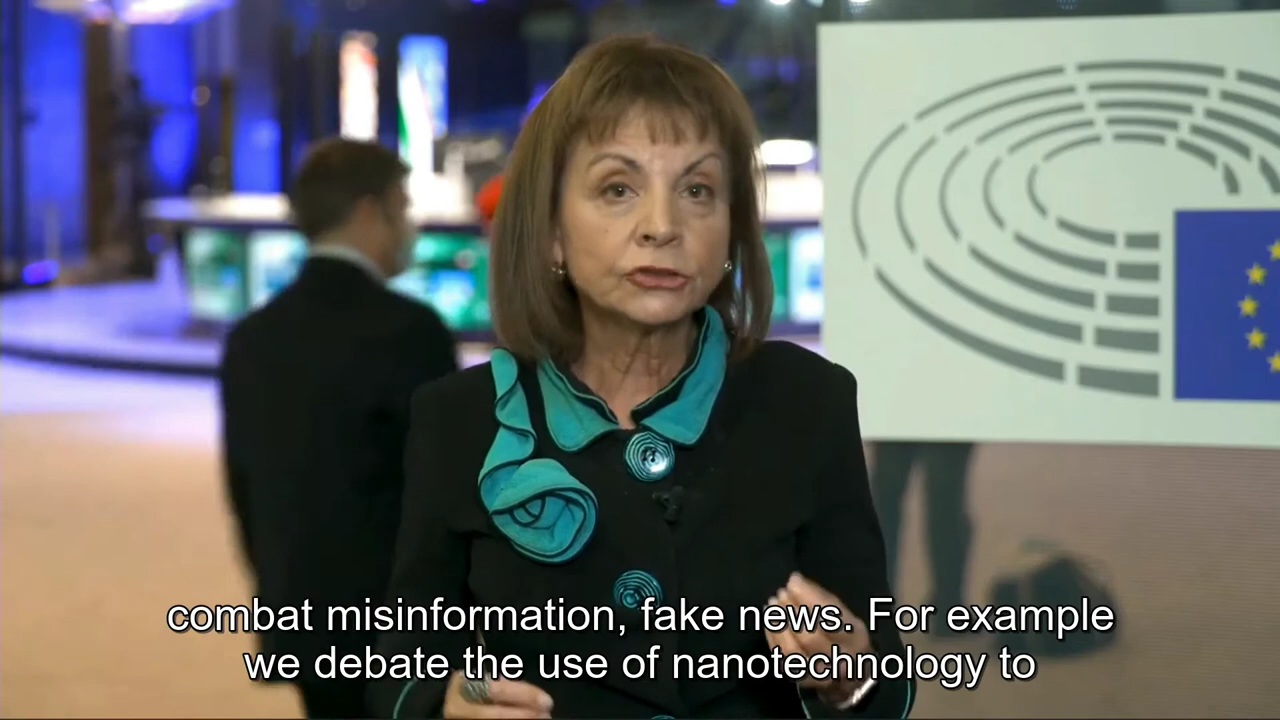 combat misinformation, fake news. For example
we debate the use of nanotechnology to